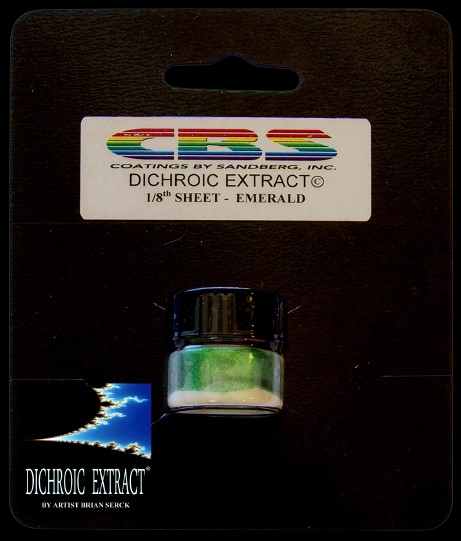 CBS
COATINGS BY SANDBERG, INC.
DICHROIC EXTRACT©
1/8th SHEET - EMERALD
DICHROIC EXTRACT©
BY ARTIST BRIAN SERCK